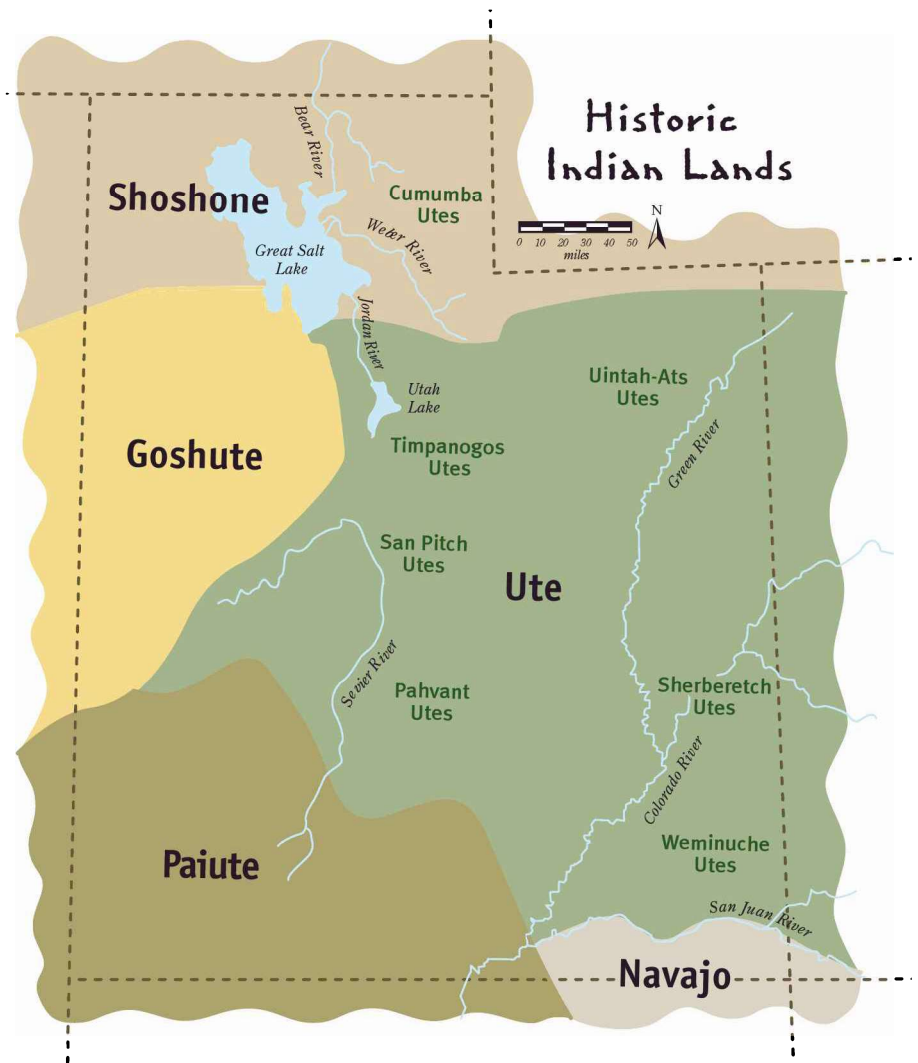 Historic
Indian Lands
N
0 10 20 30 40 50
miles
Bear River
Shoshone
Cumumba
Utes
Weber River
Great Salt
Lake
Jordan River
Utah
Lake
Uintah-Ats
Utes
Green River
Goshute
Timpanogos
Utes
San Pitch
Utes
Ute
Sevier River
Pahvant
Utes
Sherberetch
Utes
Colorado River
Paiute
Weminuche
Utes
San Juan River
Navajo